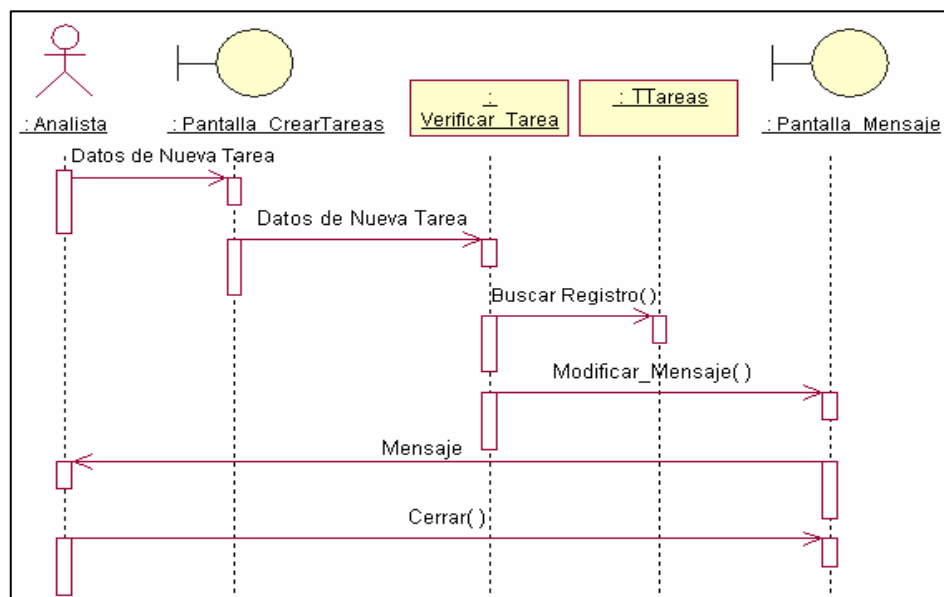 : Analista
: Pantalla_CrearTareas
:
Verificar_Tarea
: TTareas
: Pantalla_Mensaje
Datos de Nueva Tarea
Datos de Nueva Tarea
Buscar Registro()
Modificar_Mensaje( )
Mensaje
Cerrar( )